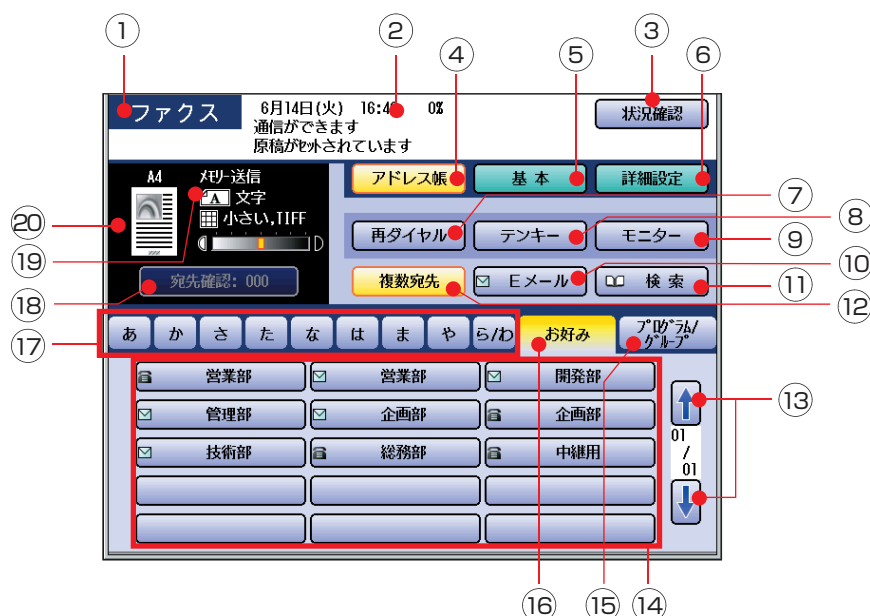 ① ② ③ ④ ⑤ ⑥
ファクス
6月14日(火) 16:4 0%
通信ができます
原稿がセットされています
状況確認
A4 メモリー送信
A 文字
小さい,TIFF
D
宛先確認: 000
アドレス帳 基本 詳細設定
再ダイヤル テンキー モニター
複数宛先 Eメール 検索
⑦
⑧
⑨
⑩
⑪
⑫
⑳
⑲
⑱
⑰
あ か さ た な は ま や ら/わ お好み プログラム/
グループ
営業部 営業部 開発部
管理部 企画部 企画部
技術部 総務部 中継用
01
/
01
⑬
⑯ ⑮ ⑭